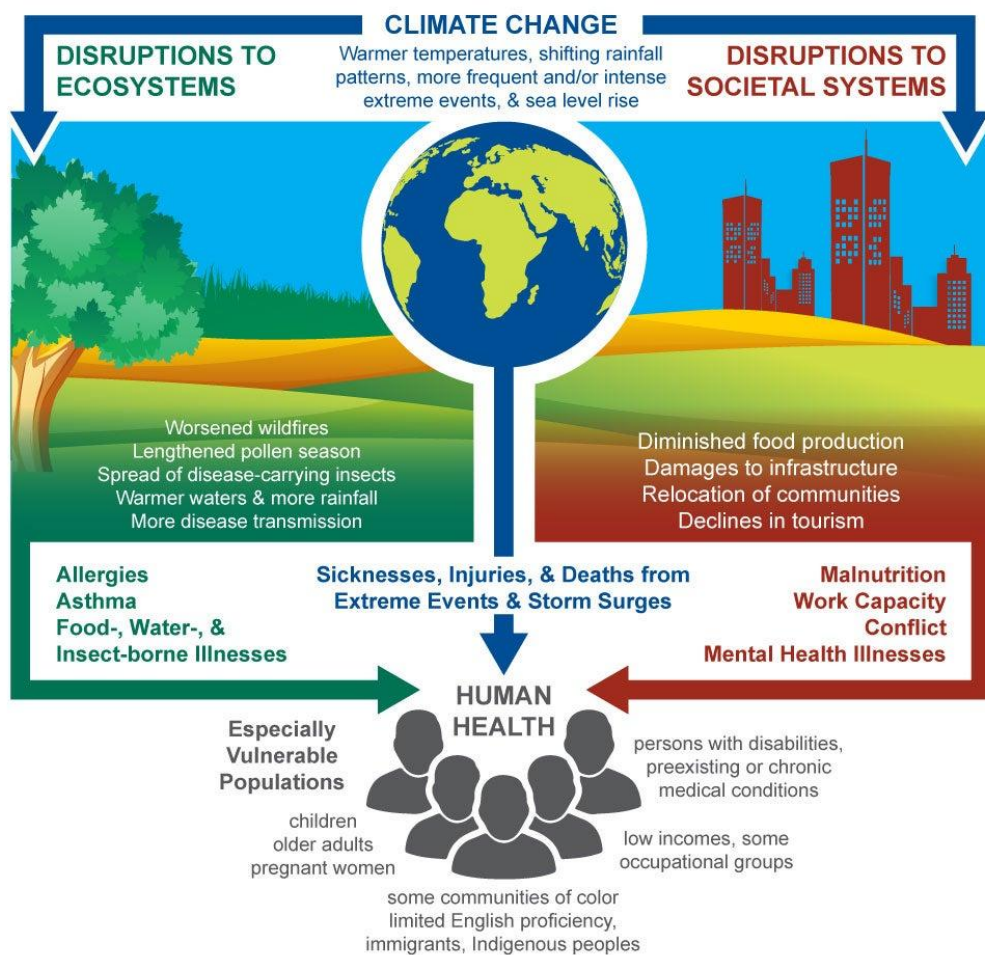 CLIMATE CHANGE
Warmer temperatures, shifting rainfall
patterns, more frequent and/or intense
extreme events, & sea level rise
DISRUPTIONS TO
ECOSYSTEMS
DISRUPTIONS TO
SOCIETAL SYSTEMS
Worsened wildfires
Lengthened pollen season
Spread of disease-carrying insects
Warmer waters & more rainfall
More disease transmission
Diminished food production
Damages to infrastructure
Relocation of communities
Declines in tourism
Allergies
Asthma
Food-, Water-, &
Insect-borne Illnesses
Sicknesses, Injuries, & Deaths from
Extreme Events & Storm Surges
Malnutrition
Work Capacity
Conflict
Mental Health Illnesses
HUMAN
HEALTH
Especially
Vulnerable
Populations
children
older adults
pregnant women
persons with disabilities,
preexisting or chronic
medical conditions
low incomes, some
occupational groups
some communities of color
limited English proficiency,
immigrants, Indigenous peoples